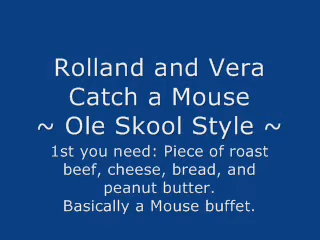 Rolland and Vera
Catch a Mouse
~ Ole Skool Style ~
1st you need: Piece of roast
beef, cheese, bread, and
peanut butter.
Basically a Mouse buffet.